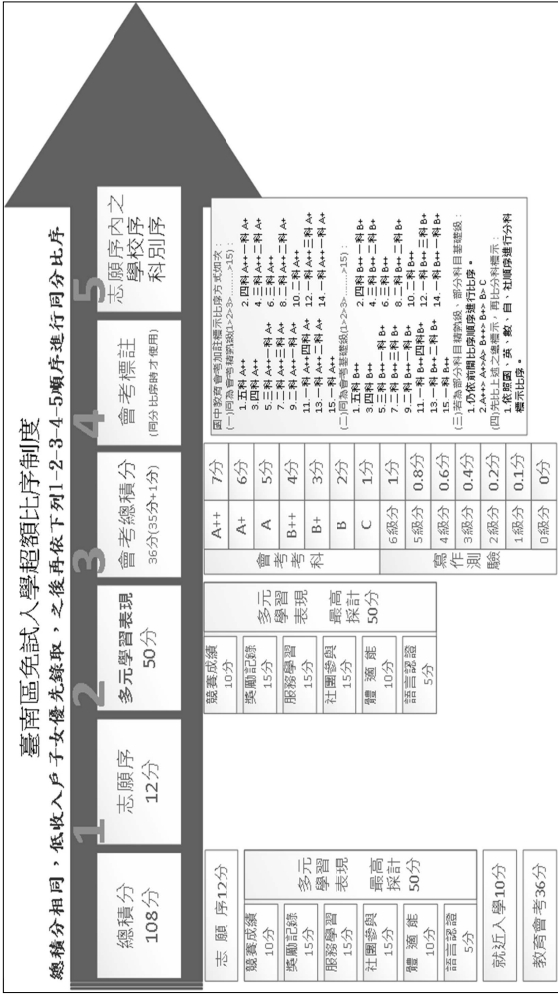 臺南區免試入學超額比序制度
總積分相同，低收入戶子女優先錄取，之後再依下列1-2-3-4-5順序進行同分比序
總積分
108分
1
志願序
12分
2
多元學習表現
50分
3
會考總積分
36分(35分+1分)
4
會考標註
(同分比序時才使用)
5
志願序內之
學校序
科別序
志 願 序12分
競賽成績
10分
獎勵記錄
15分
服務學習
15分
社團參與
15分
體 適 能
10分
語言認證
5分
多元
學習
表現
最高
採計
50分
就近入學10分
教育會考36分
競賽成績
10分
獎勵記錄
15分
服務學習
15分
社團參與
15分
體 適 能
10分
語言認證
5分
多元
學習
表現
最高
採計
50分
會考考科
A++ 7分
A+ 6分
A 5分
B++ 4分
B+ 3分
B 2分
C 1分
寫作測驗
6級分 1分
5級分 0.8分
4級分 0.6分
3級分 0.4分
2級分 0.2分
1級分 0.1分
0級分 0分
國中教育會考加註標示比序方式如次：
(一)同為會考精熟級(1>2>3> ……>15)：
1.五科 A++ 2.四科 A++一科 A+
3.四科 A++ 4.三科 A++二科 A+
5.三科 A++一科 A+ 6.三科 A++
7.二科 A++三科 A+ 8.二科 A++二科 A+
9.二科 A++一科 A+ 10.二科 A++
11.一科 A++四科 A+ 12.一科 A++三科 A+
13.一科 A++二科 A+ 14.一科 A++一科 A+
15.一科 A++
(二)同為會考基礎級(1>2>3> ……>15)：
1.五科 B++ 2.四科 B++一科 B+
3.四科 B++ 4.三科 B++二科 B+
5.三科 B++一科 B+ 6.三科 B++
7.二科 B++三科 B+ 8.二科 B++二科 B+
9.二科 B++一科 B+ 10.二科 B++
11.一科 B++四科 B+ 12.一科 B++三科 B+
13.一科 B++二科 B+ 14.一科 B++一科 B+
15.一科 B++
(三)若為部分科目精熟級、部分科目基礎級：
1.仍依前開比序順序進行比序。
2.A++> A+>A> B++> B+> B> C
(四)先比上述之總標示，再比分科標示：
1.依照國、英、數、自、社順序進行分科
標示比序。